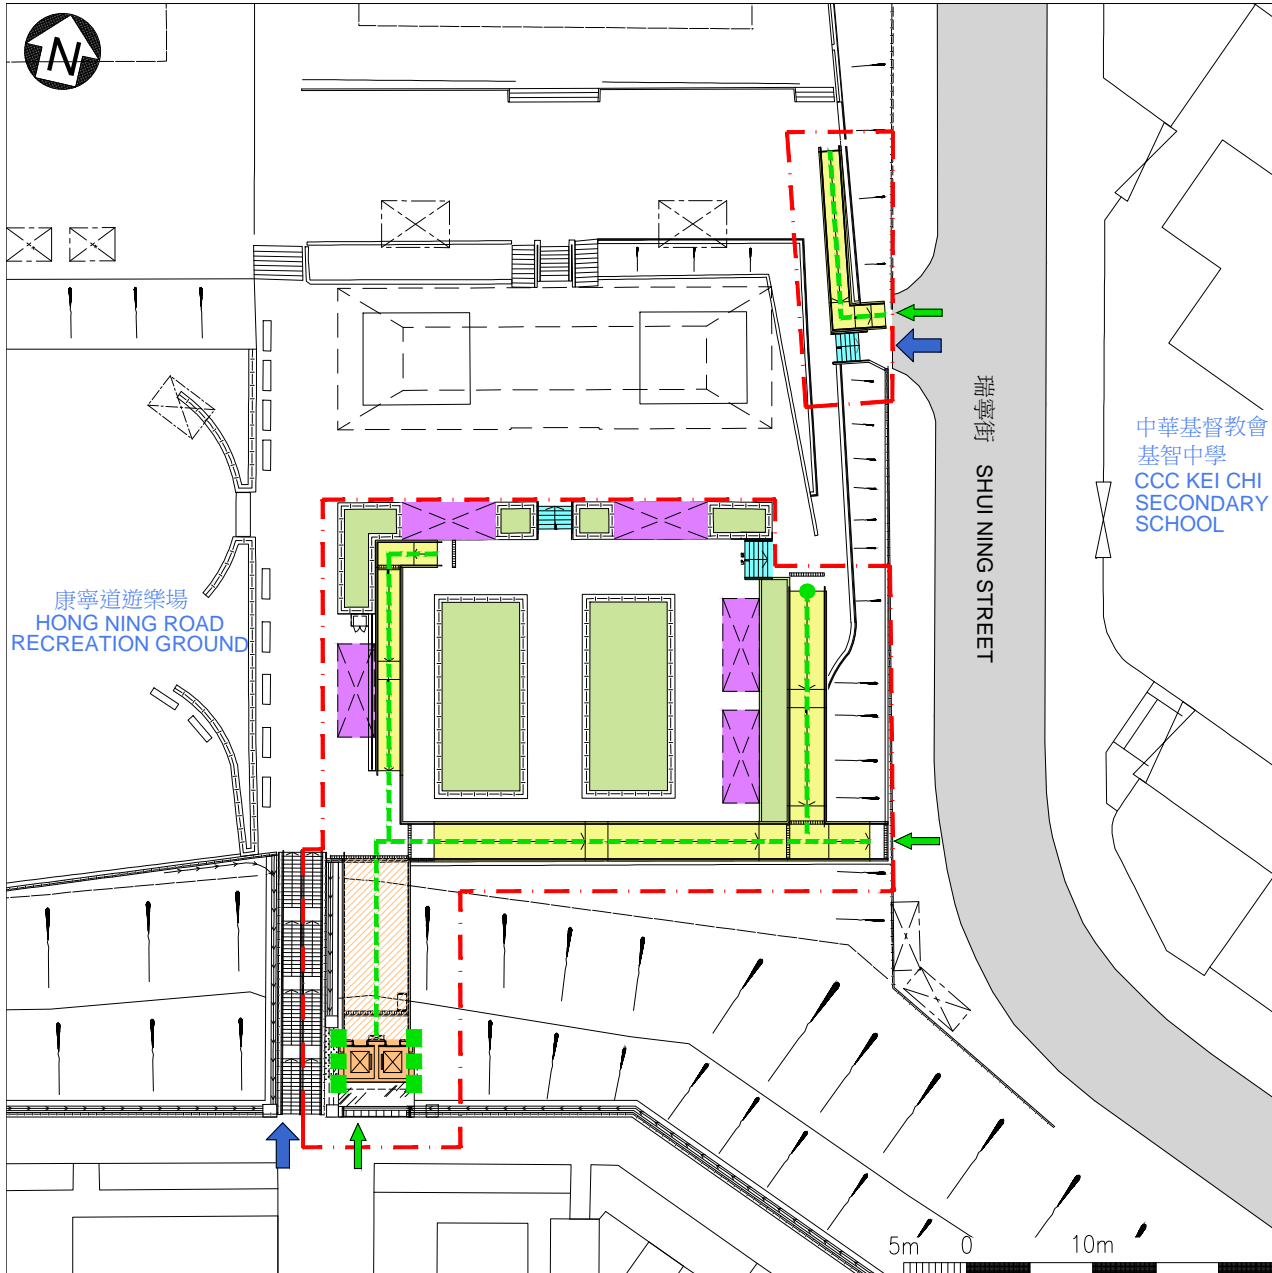 N
瑞寧街 SHUI NING STREET
中華基督教會
基智中學
CCC KEI CHI
SECONDARY
SCHOOL
康寧道遊樂場
HONG NING ROAD
RECREATION GROUND
5m 0 10m